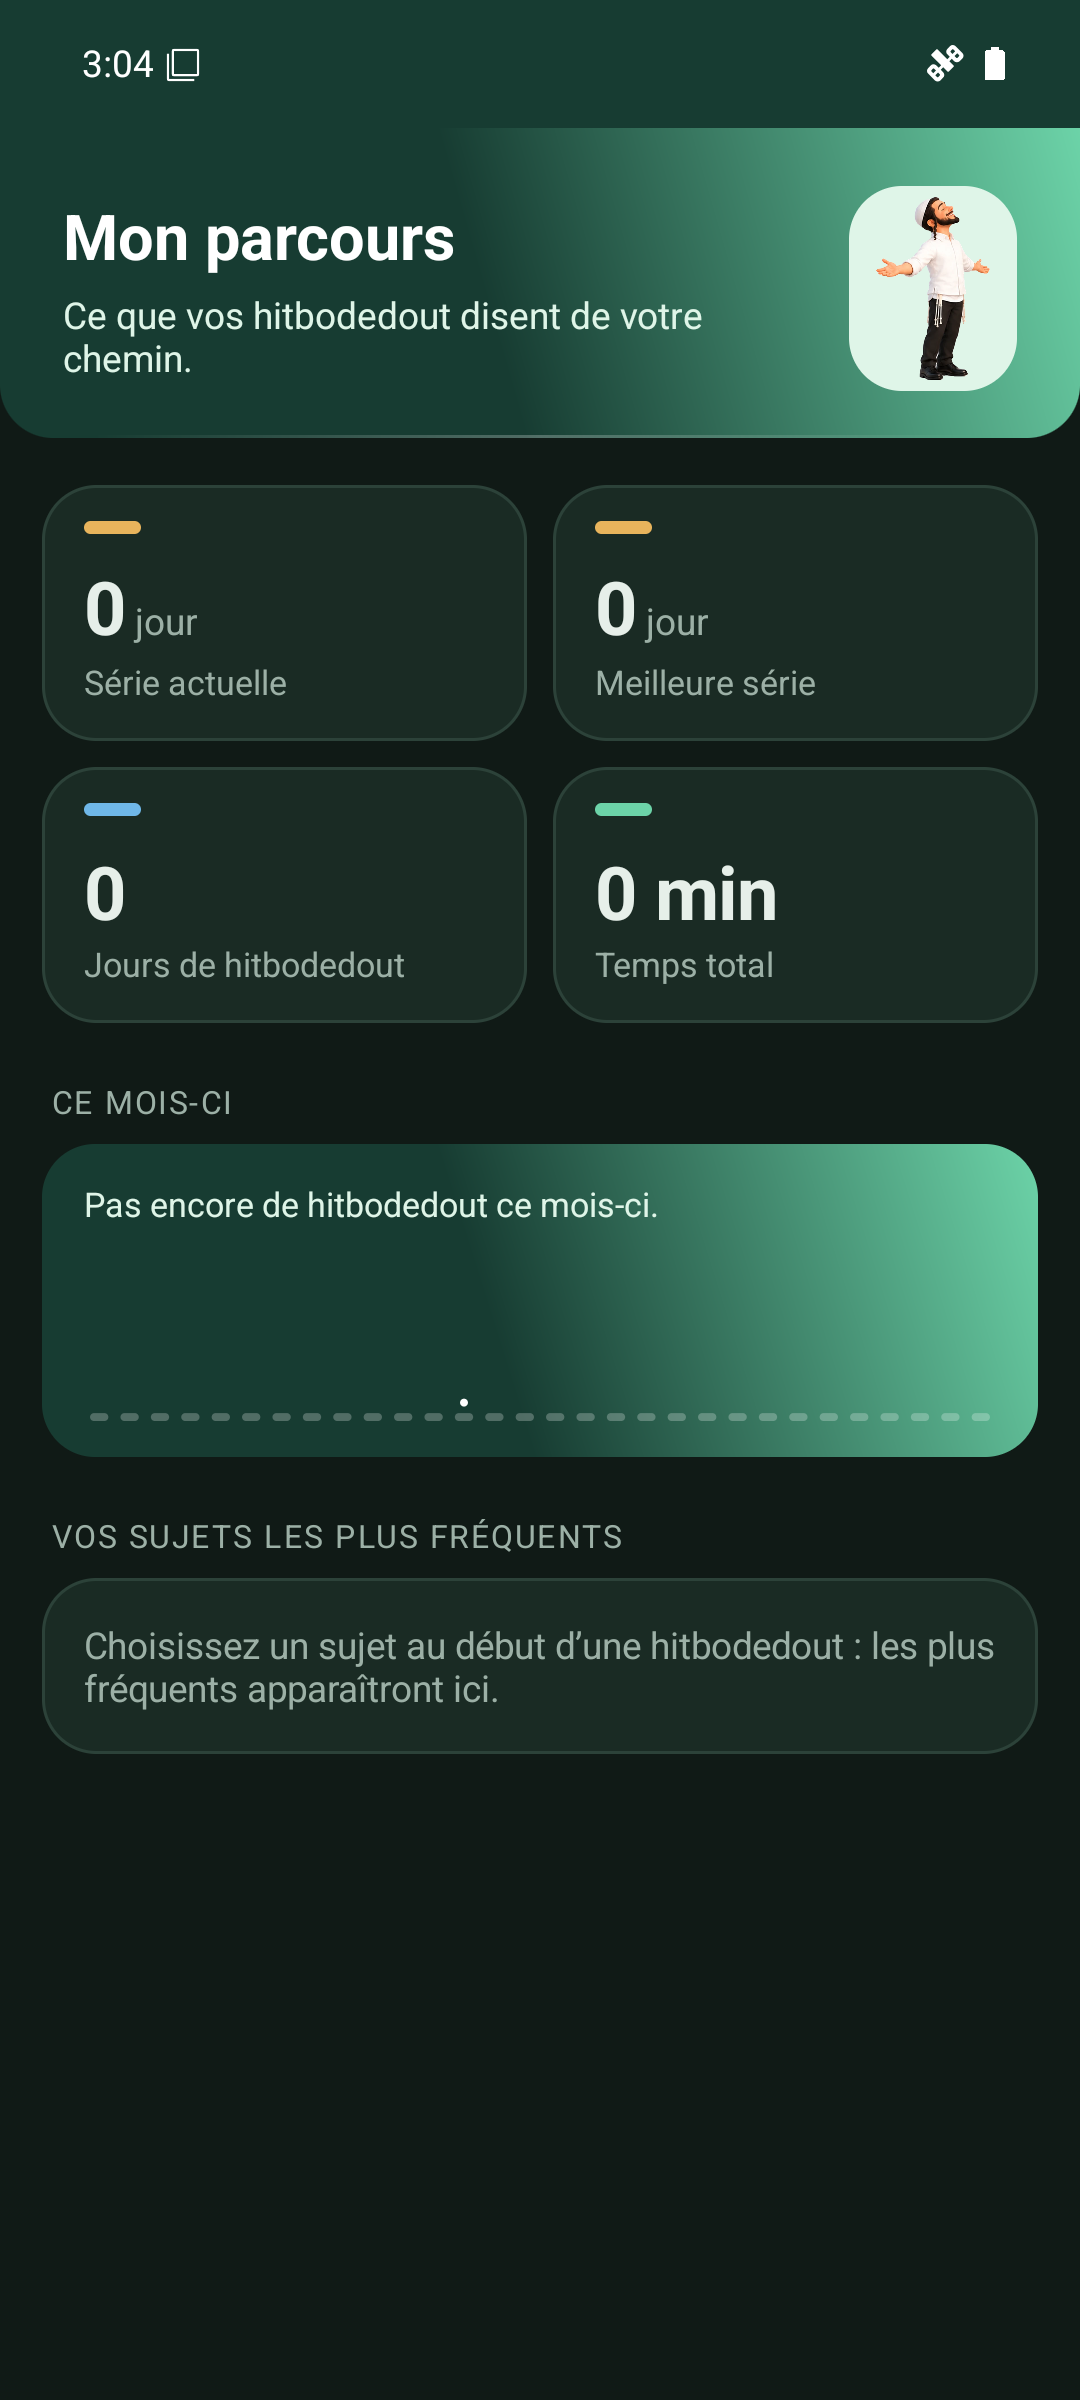 3:04
Mon parcours
Ce que vos hitbodedout disent de votre
chemin.
0 jour
Série actuelle
0 jour
Meilleure série
0
Jours de hitbodedout
0 min
Temps total
CE MOIS-CI
Pas encore de hitbodedout ce mois-ci.
VOS SUJETS LES PLUS FRÉQUENTS
Choisissez un sujet au début d’une hitbodedout : les plus
fréquents apparaîtront ici.